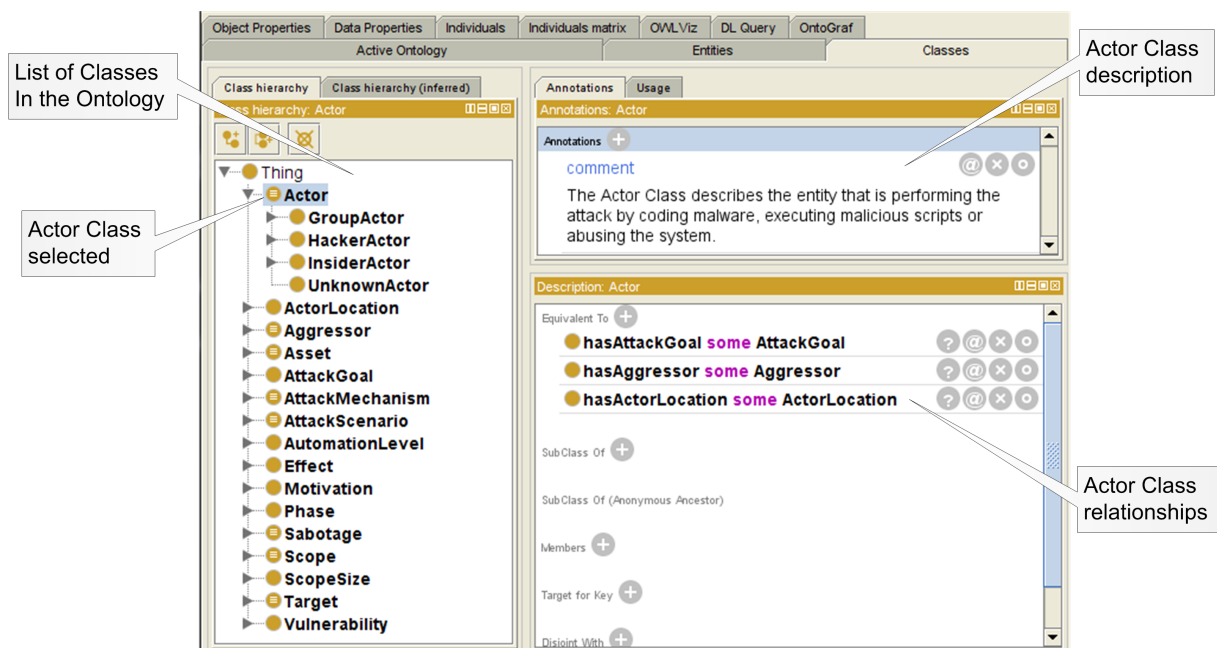 Object Properties Data Properties Individuals Individuals matrix OWLViz DL Query OntoGraf
Active Ontology Entities Classes
List of Classes
In the Ontology
Actor Class
description
Actor Class
selected
Actor Class
relationships
Class hierarchy Class hierarchy (inferred)
Class hierarchy: Actor
Thing
Actor
GroupActor
HackerActor
InsiderActor
UnknownActor
ActorLocation
Aggressor
Asset
AttackGoal
AttackMechanism
AttackScenario
AutomationLevel
Effect
Motivation
Phase
Sabotage
Scope
ScopeSize
Target
Vulnerability
Annotations Usage
Annotations: Actor
Annotations
comment
The Actor Class describes the entity that is performing the
attack by coding malware, executing malicious scripts or
abusing the system.
Description: Actor
Equivalent To
hasAttackGoal some AttackGoal
hasAggressor some Aggressor
hasActorLocation some ActorLocation
SubClass Of
SubClass Of (Anonymous Ancestor)
Members
Target for Key
Disjoint With